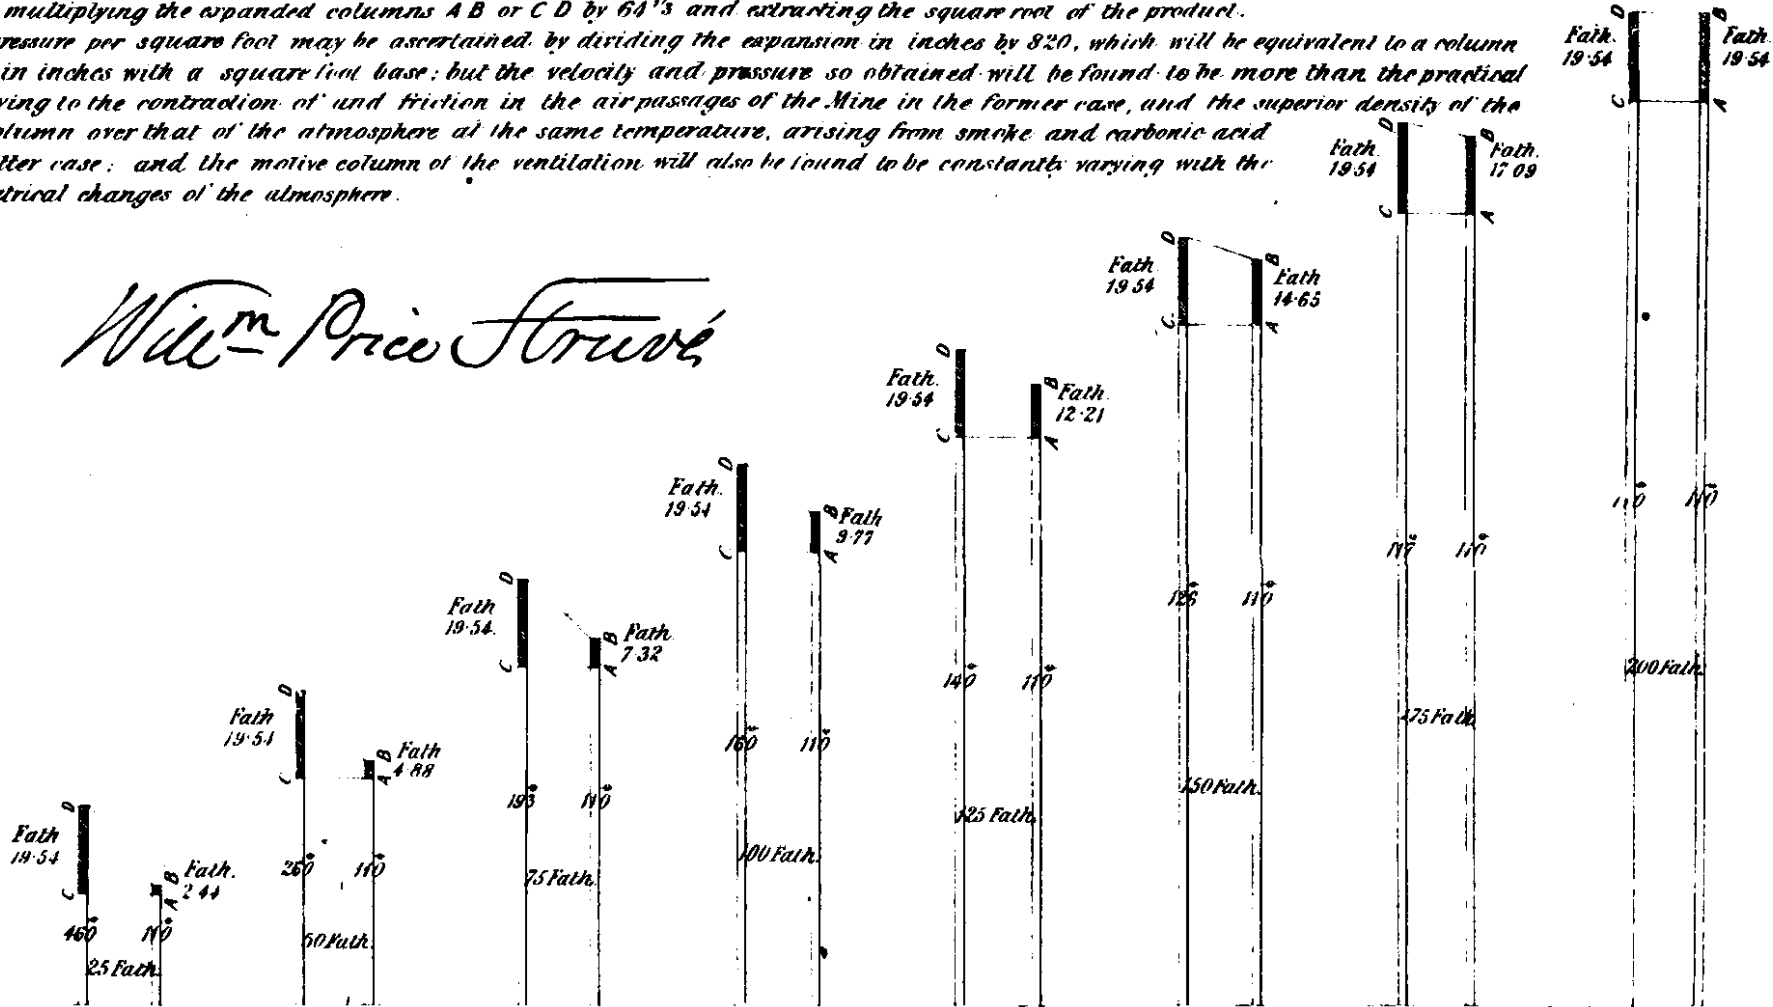 multiplying the expanded columns A B or C D by 64'3 and extracting the square root of the product.
ressure per square foot may be ascertained by dividing the expansion in inches by 820, which will be equivalent to a column
in inches with a square foot base; but the velocity and pressure so obtained will be found to be more than the practical
ving to the contraction of and friction in the air passages of the Mine in the former case, and the superior density of the
olumn over that of the atmosphere at the same temperature, arising from smoke and carbonic acid
tter case; and the motive column of the ventilation will also be found to be constantly varying with the
trical changes of the atmosphere.
Will^m Price Struvé
D B
Fath. 19·54
Fath. 19·54
C A
110° 110°
200 Fath.
D B
Fath. 19·54
Fath. 17·09
C A
117° 110°
175 Fath.
D B
Fath 19·54
Fath 14·65
C A
126° 110°
150 Fath.
D B
Fath. 19·54
Fath. 12·21
C A
140° 110°
125 Fath.
D B
Fath. 19·54
Fath 9·77
C A
160° 110°
100 Fath.
D B
Fath 19·54
Fath. 7·32
C A
193° 110°
75 Fath.
D B
Fath 19·54
Fath 4·88
C A
260° 110°
50 Fath.
D B
Fath 19·54
Fath. 2·44
C A
460° 110°
25 Fath.